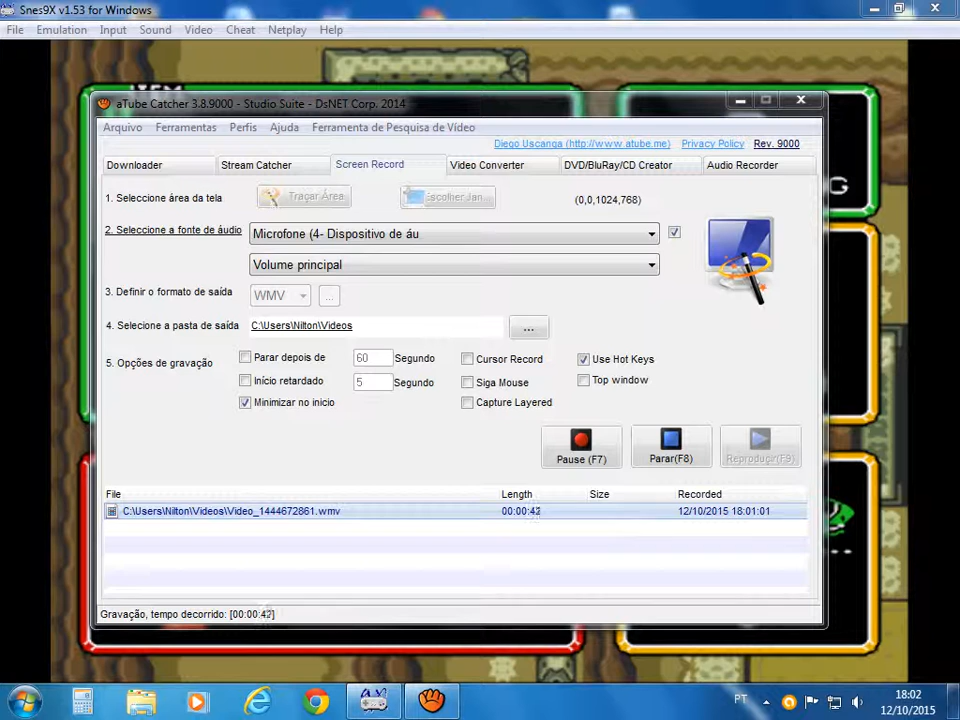 Snes9X v1.53 for Windows
File Emulation Input Sound Video Cheat Netplay Help
aTube Catcher 3.8.9000 - Studio Suite - DsNET Corp. 2014
Arquivo Ferramentas Perfis Ajuda Ferramenta de Pesquisa de Vídeo
Diego Uscanga (http://www.atube.me) Privacy Policy Rev. 9000
Downloader Stream Catcher Screen Record Video Converter DVD/BluRay/CD Creator Audio Recorder
1. Seleccione área da tela Traçar Área Escolher Jan... (0,0,1024,768)
G
2. Seleccione a fonte de áudio Microfone (4- Dispositivo de áu
Volume principal
3. Definir o formato de saída WMV ...
4. Selecione a pasta de saída C:\Users\Nilton\Videos ...
5. Opções de gravação Parar depois de 60 Segundo Cursor Record Use Hot Keys
Início retardado 5 Segundo Siga Mouse Top window
Minimizar no inicio Capture Layered
Pause (F7) Parar(F8) Reproducir(F9)
File Length Size Recorded
C:\Users\Nilton\Videos\Video_1444672861.wmv 00:00:42 12/10/2015 18:01:01
Gravação, tempo decorrido: [00:00:42]
PT 18:02
12/10/2015